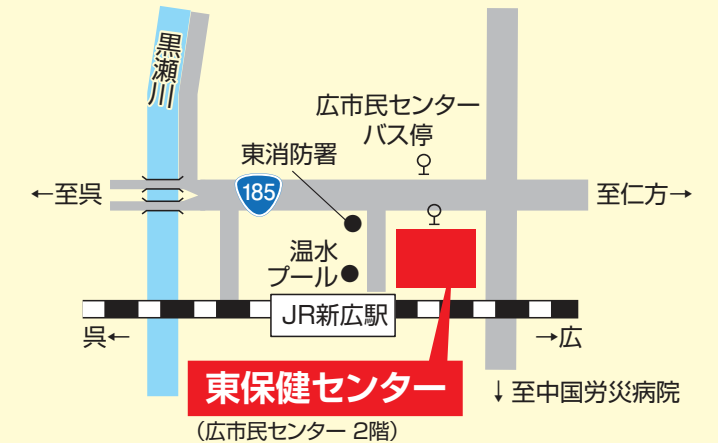 黒瀬川
広市民センター
バス停
東消防署
185
←至呉
至仁方→
温水
プール
JR新広駅
呉←
→広
東保健センター
↓至中国労災病院
(広市民センター 2階)